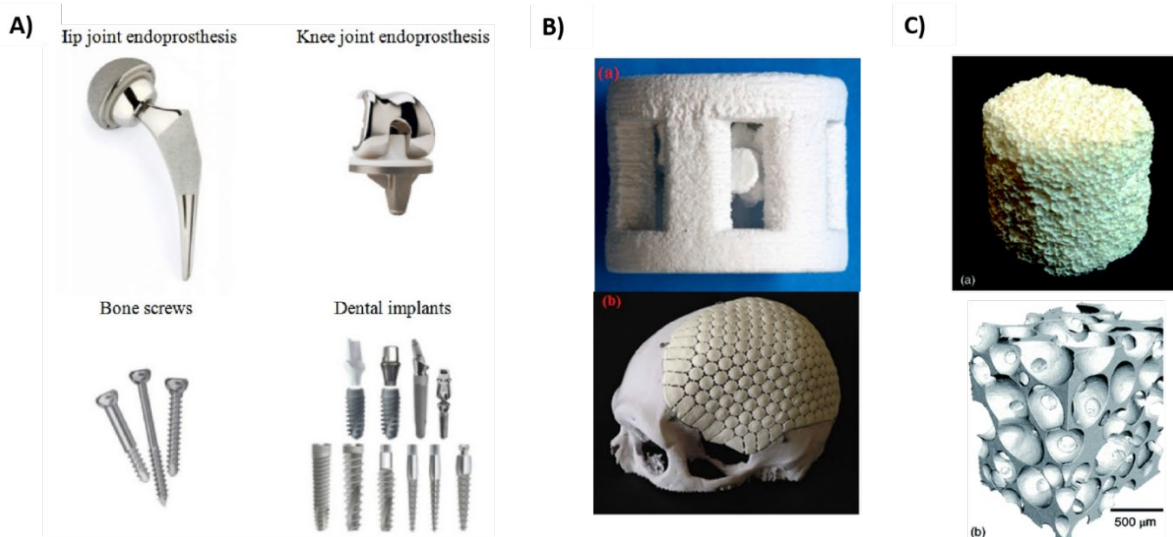 A)
Hip joint endoprosthesis
Knee joint endoprosthesis
Bone screws
Dental implants
B)
(a)
(b)
C)
(a)
(b)
500 µm